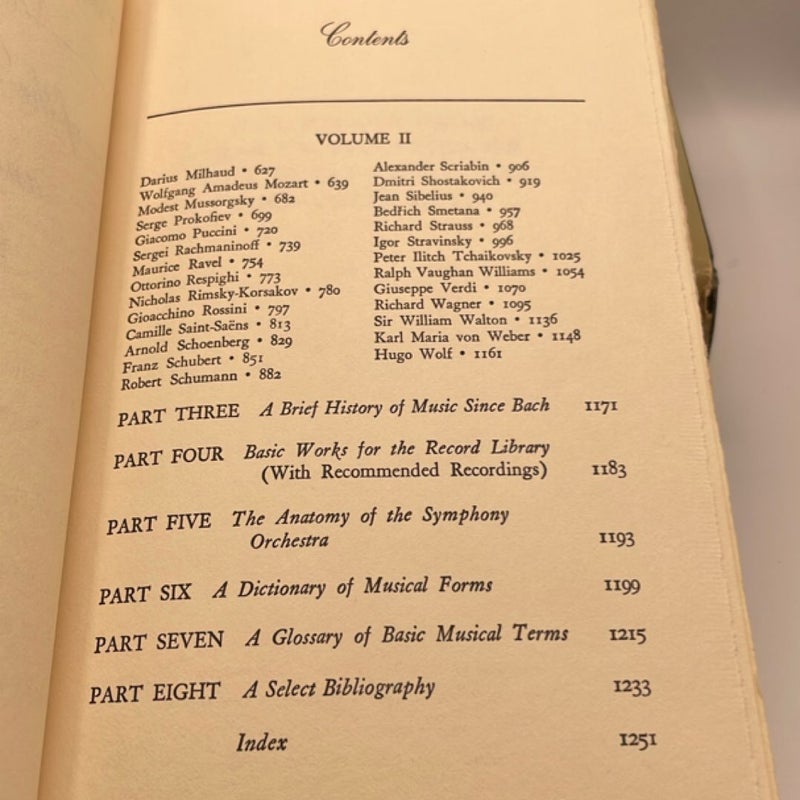 Contents
VOLUME II
Darius Milhaud • 627
Wolfgang Amadeus Mozart • 639
Modest Mussorgsky • 682
Serge Prokofiev • 699
Giacomo Puccini • 720
Sergei Rachmaninoff • 739
Maurice Ravel • 754
Ottorino Respighi • 773
Nicholas Rimsky-Korsakov • 780
Gioacchino Rossini • 797
Camille Saint-Saëns • 813
Arnold Schoenberg • 829
Franz Schubert • 851
Robert Schumann • 882
Alexander Scriabin • 906
Dmitri Shostakovich • 919
Jean Sibelius • 940
Bedřich Smetana • 957
Richard Strauss • 968
Igor Stravinsky • 996
Peter Ilitch Tchaikovsky • 1025
Ralph Vaughan Williams • 1054
Giuseppe Verdi • 1070
Richard Wagner • 1095
Sir William Walton • 1136
Karl Maria von Weber • 1148
Hugo Wolf • 1161
PART THREE A Brief History of Music Since Bach 1171
PART FOUR Basic Works for the Record Library
(With Recommended Recordings) 1183
PART FIVE The Anatomy of the Symphony
Orchestra 1193
PART SIX A Dictionary of Musical Forms 1199
PART SEVEN A Glossary of Basic Musical Terms 1215
PART EIGHT A Select Bibliography 1233
Index 1251